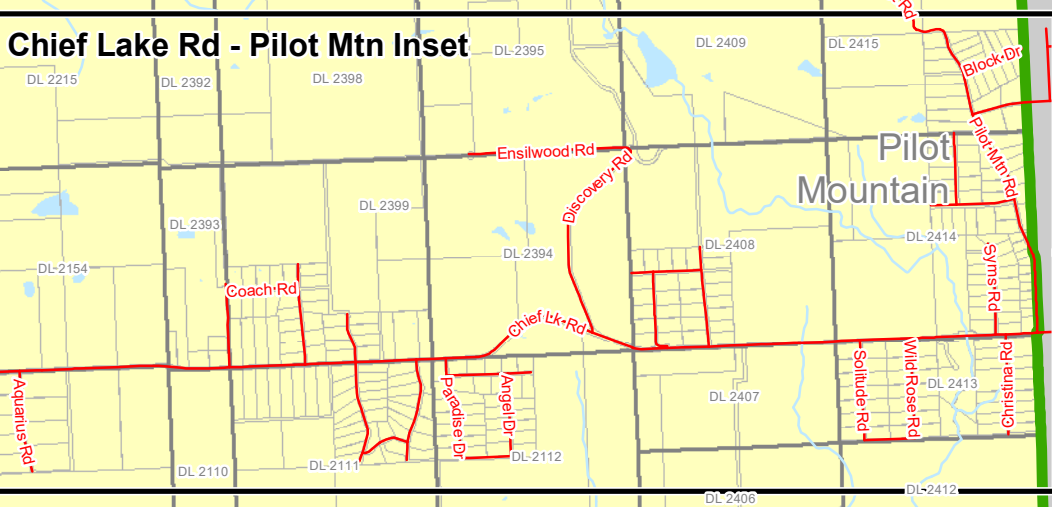 Rd
Chief Lake Rd - Pilot Mtn Inset
DL 2395
DL 2409
DL 2415
Block Dr
DL 2215
DL 2392
DL 2398
Pilot Mtn Rd
Ensilwood Rd
Discovery Rd
Pilot
Mountain
DL 2399
DL 2393
DL 2394
DL 2408
DL 2414
DL 2154
Syms Rd
Coach Rd
Chief Lk Rd
Aquarius Rd
Paradise Dr
Angel Dr
Solitude Rd
Wild Rose Rd
Christina Rd
DL 2413
DL 2407
DL 2110
DL 2111
DL 2112
DL 2412
DL 2406